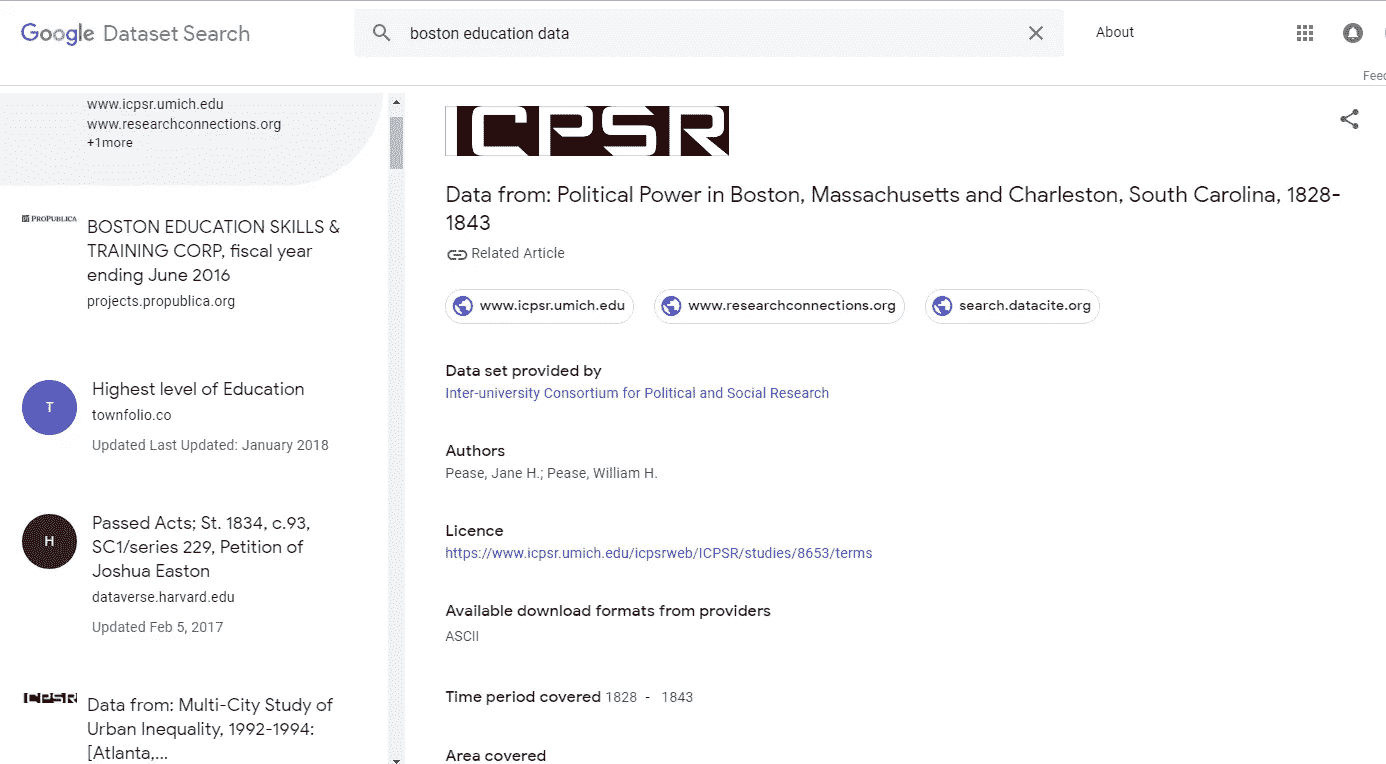 Google Dataset Search
boston education data
About
Feed
www.icpsr.umich.edu
www.researchconnections.org
+1more
PROPUBLICA
BOSTON EDUCATION SKILLS &
TRAINING CORP, fiscal year
ending June 2016
projects.propublica.org
T
Highest level of Education
townfolio.co
Updated Last Updated: January 2018
H
Passed Acts; St. 1834, c.93,
SC1/series 229, Petition of
Joshua Easton
dataverse.harvard.edu
Updated Feb 5, 2017
ICPSR
Data from: Multi-City Study of
Urban Inequality, 1992-1994:
[Atlanta,...
ICPSR
Data from: Political Power in Boston, Massachusetts and Charleston, South Carolina, 1828-
1843
Related Article
www.icpsr.umich.edu www.researchconnections.org search.datacite.org
Data set provided by
Inter-university Consortium for Political and Social Research
Authors
Pease, Jane H.; Pease, William H.
Licence
https://www.icpsr.umich.edu/icpsrweb/ICPSR/studies/8653/terms
Available download formats from providers
ASCII
Time period covered 1828 - 1843
Area covered